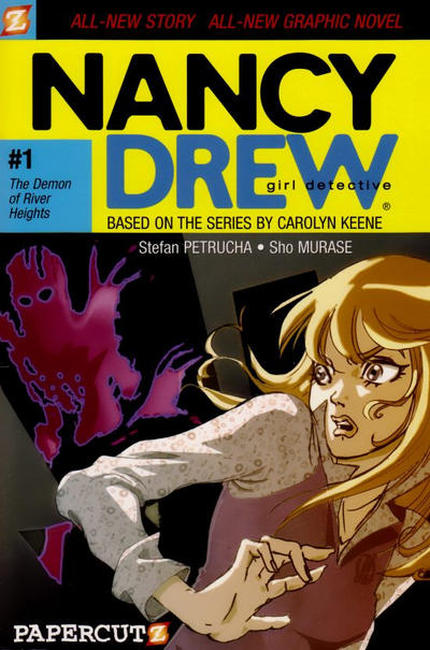 Z
ALL-NEW STORY ALL-NEW GRAPHIC NOVEL
NANCY
DREW®
girl detective
#1
The Demon
of River
Heights
BASED ON THE SERIES BY CAROLYN KEENE
Stefan PETRUCHA • Sho MURASE
PAPERCUTZ